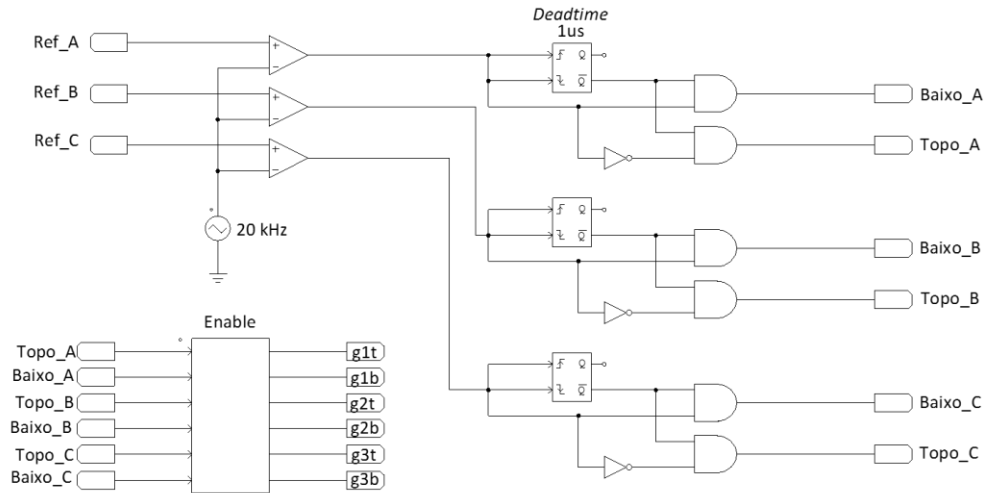 Deadtime
1us
Ref_A
Ref_B
Ref_C
Q
Q
Baixo_A
Topo_A
20 kHz
Q
Q
Baixo_B
Topo_B
Enable
Topo_A
Baixo_A
Topo_B
Baixo_B
Topo_C
Baixo_C
g1t
g1b
g2t
g2b
g3t
g3b
Q
Q
Baixo_C
Topo_C